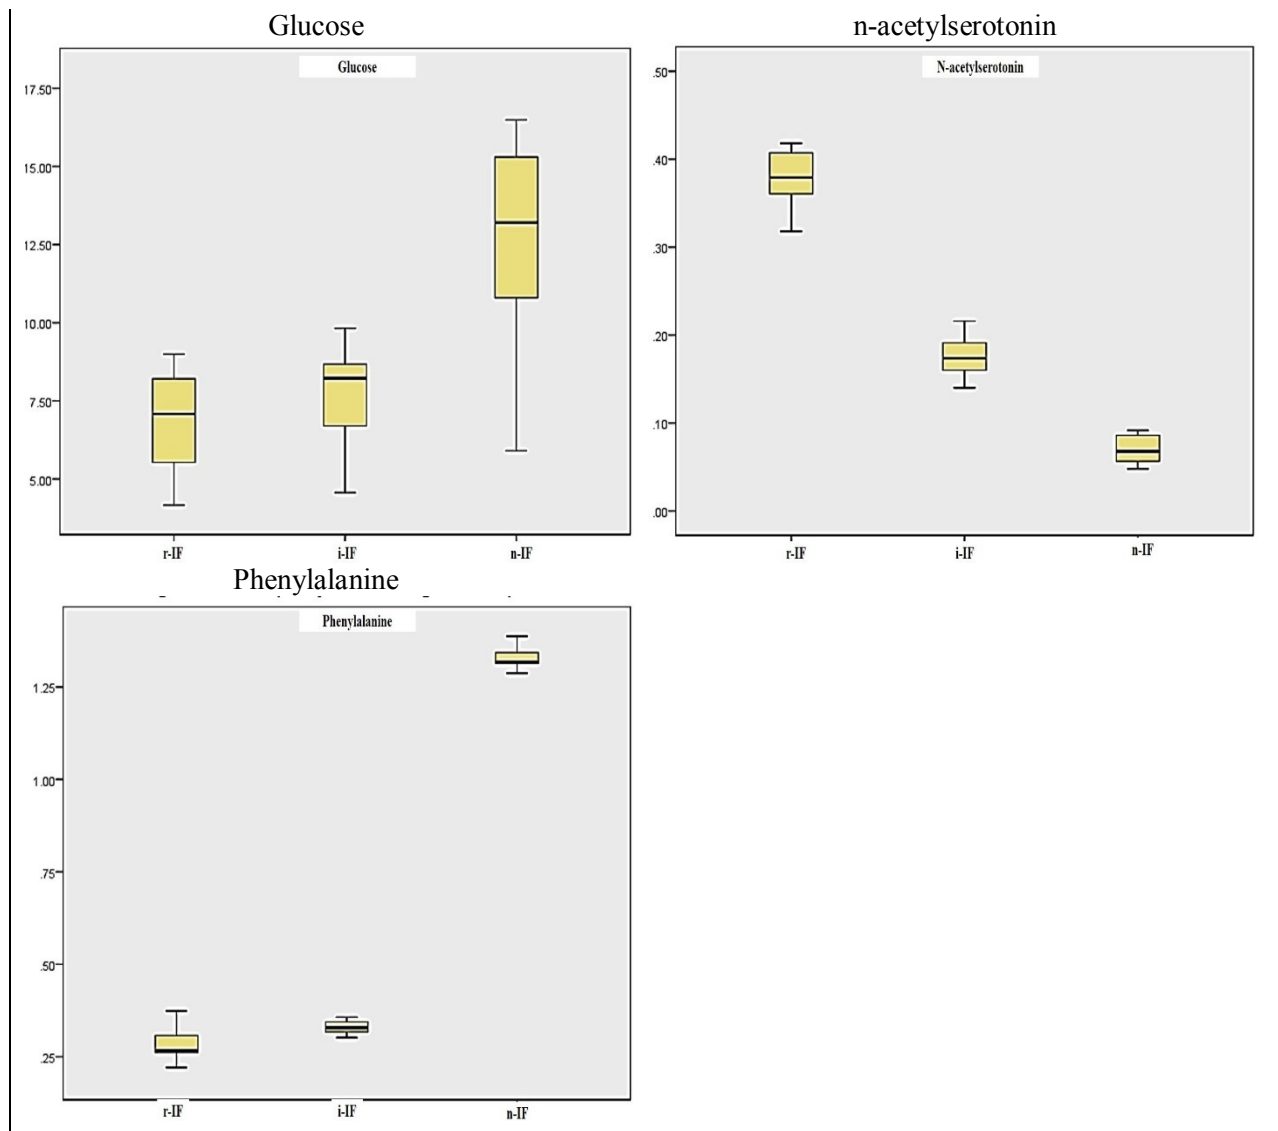 Glucose
n-acetylserotonin
Glucose
17.50
15.00
12.50
10.00
7.50
5.00
r-IF
i-IF
n-IF
N-acetylserotonin
.50
.40
.30
.20
.10
.00
r-IF
i-IF
n-IF
Phenylalanine
Phenylalanine
1.25
1.00
.75
.50
.25
r-IF
i-IF
n-IF